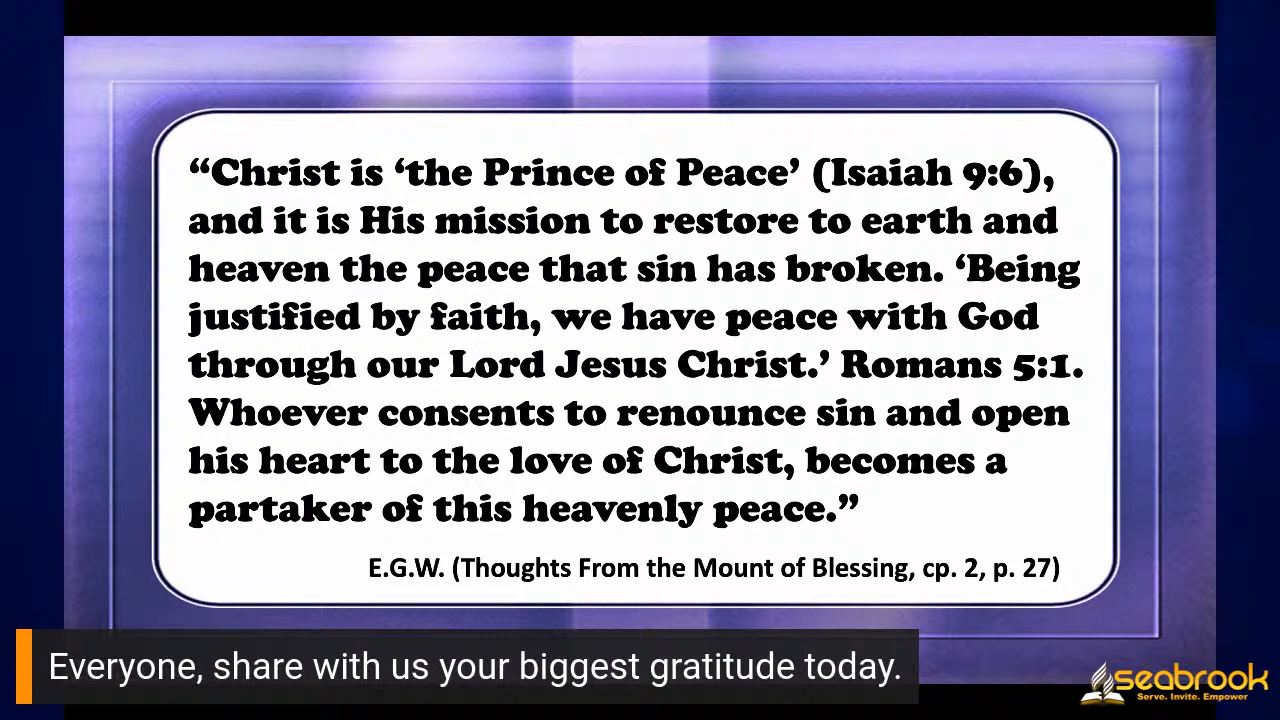 “Christ is ‘the Prince of Peace’ (Isaiah 9:6),
and it is His mission to restore to earth and
heaven the peace that sin has broken. ‘Being
justified by faith, we have peace with God
through our Lord Jesus Christ.’ Romans 5:1.
Whoever consents to renounce sin and open
his heart to the love of Christ, becomes a
partaker of this heavenly peace.”
E.G.W. (Thoughts From the Mount of Blessing, cp. 2, p. 27)
Everyone, share with us your biggest gratitude today.
seabrook
Serve. Invite. Empower